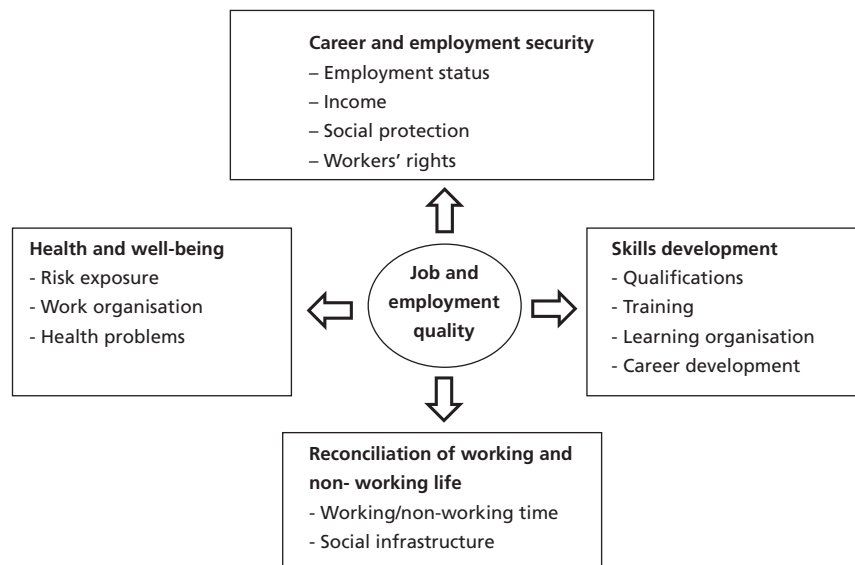 Career and employment security
– Employment status
– Income
– Social protection
– Workers' rights
Health and well-being
- Risk exposure
- Work organisation
- Health problems
Job and
employment
quality
Skills development
- Qualifications
- Training
- Learning organisation
- Career development
Reconciliation of working and
non- working life
- Working/non-working time
- Social infrastructure